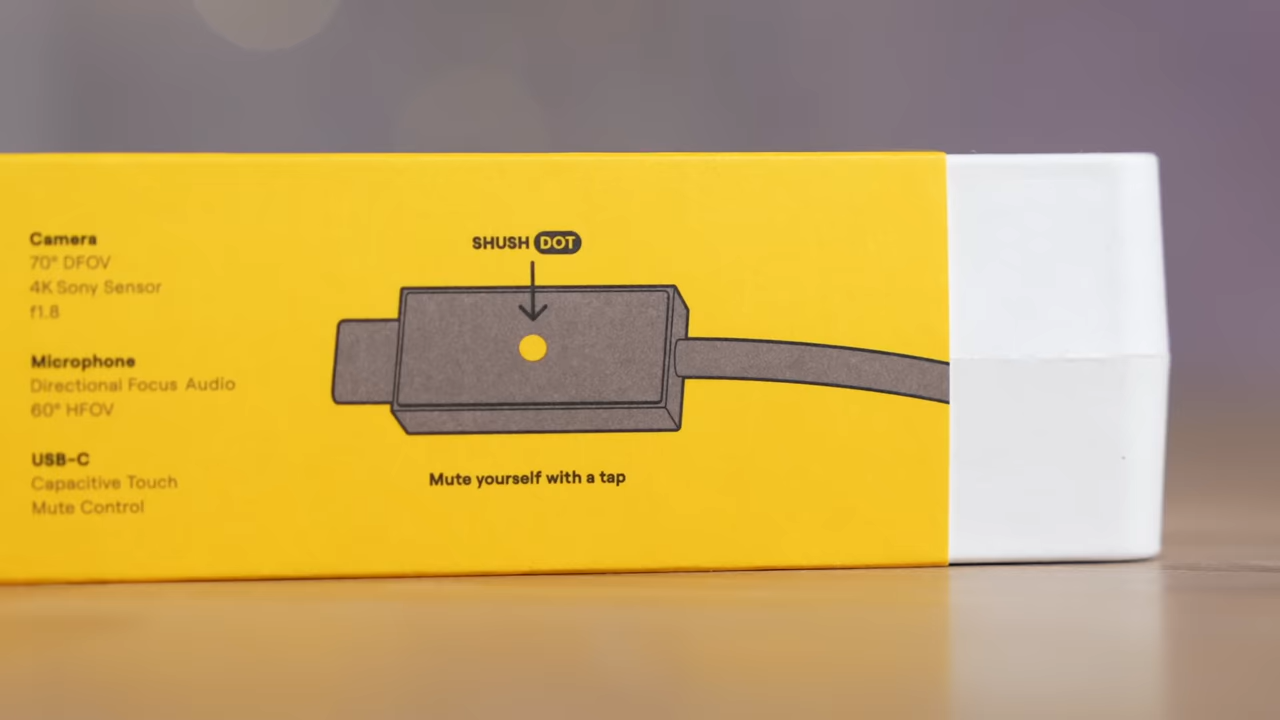 Camera
70° DFOV
4K Sony Sensor
f1.8
Microphone
Directional Focus Audio
60° HFOV
USB-C
Capacitive Touch
Mute Control
SHUSH DOT
Mute yourself with a tap